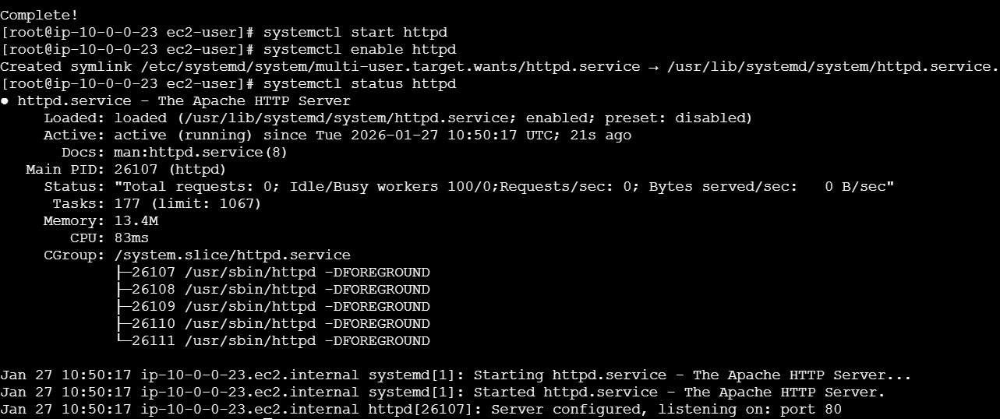 Complete!
[root@ip-10-0-0-23 ec2-user]# systemctl start httpd
[root@ip-10-0-0-23 ec2-user]# systemctl enable httpd
Created symlink /etc/systemd/system/multi-user.target.wants/httpd.service → /usr/lib/systemd/system/httpd.service.
[root@ip-10-0-0-23 ec2-user]# systemctl status httpd
● httpd.service - The Apache HTTP Server
     Loaded: loaded (/usr/lib/systemd/system/httpd.service; enabled; preset: disabled)
     Active: active (running) since Tue 2026-01-27 10:50:17 UTC; 21s ago
       Docs: man:httpd.service(8)
   Main PID: 26107 (httpd)
     Status: "Total requests: 0; Idle/Busy workers 100/0;Requests/sec: 0; Bytes served/sec:   0 B/sec"
      Tasks: 177 (limit: 1067)
     Memory: 13.4M
        CPU: 83ms
     CGroup: /system.slice/httpd.service
             ├─26107 /usr/sbin/httpd -DFOREGROUND
             ├─26108 /usr/sbin/httpd -DFOREGROUND
             ├─26109 /usr/sbin/httpd -DFOREGROUND
             ├─26110 /usr/sbin/httpd -DFOREGROUND
             └─26111 /usr/sbin/httpd -DFOREGROUND
Jan 27 10:50:17 ip-10-0-0-23.ec2.internal systemd[1]: Starting httpd.service - The Apache HTTP Server...
Jan 27 10:50:17 ip-10-0-0-23.ec2.internal systemd[1]: Started httpd.service - The Apache HTTP Server.
Jan 27 10:50:17 ip-10-0-0-23.ec2.internal httpd[26107]: Server configured, listening on: port 80